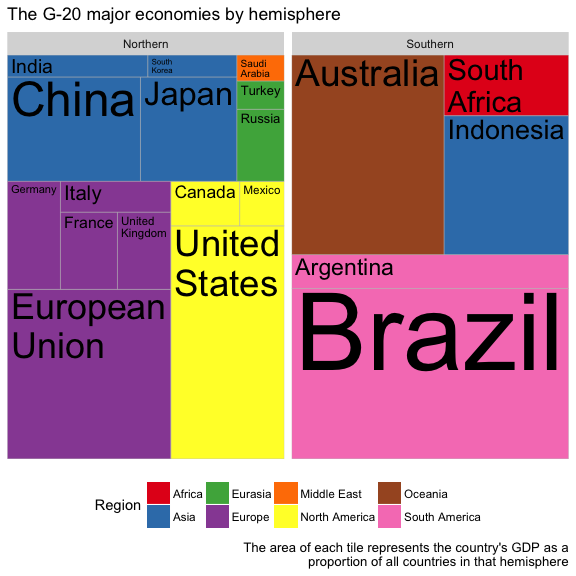 The G-20 major economies by hemisphere
Northern
India
South
Korea
Saudi
Arabia
China
Japan
Turkey
Russia
Germany
Italy
France
United
Kingdom
Canada
Mexico
United
States
European
Union
Southern
Australia
South
Africa
Indonesia
Argentina
Brazil
Region
Africa
Eurasia
Middle East
Oceania
Asia
Europe
North America
South America
The area of each tile represents the country's GDP as a
proportion of all countries in that hemisphere